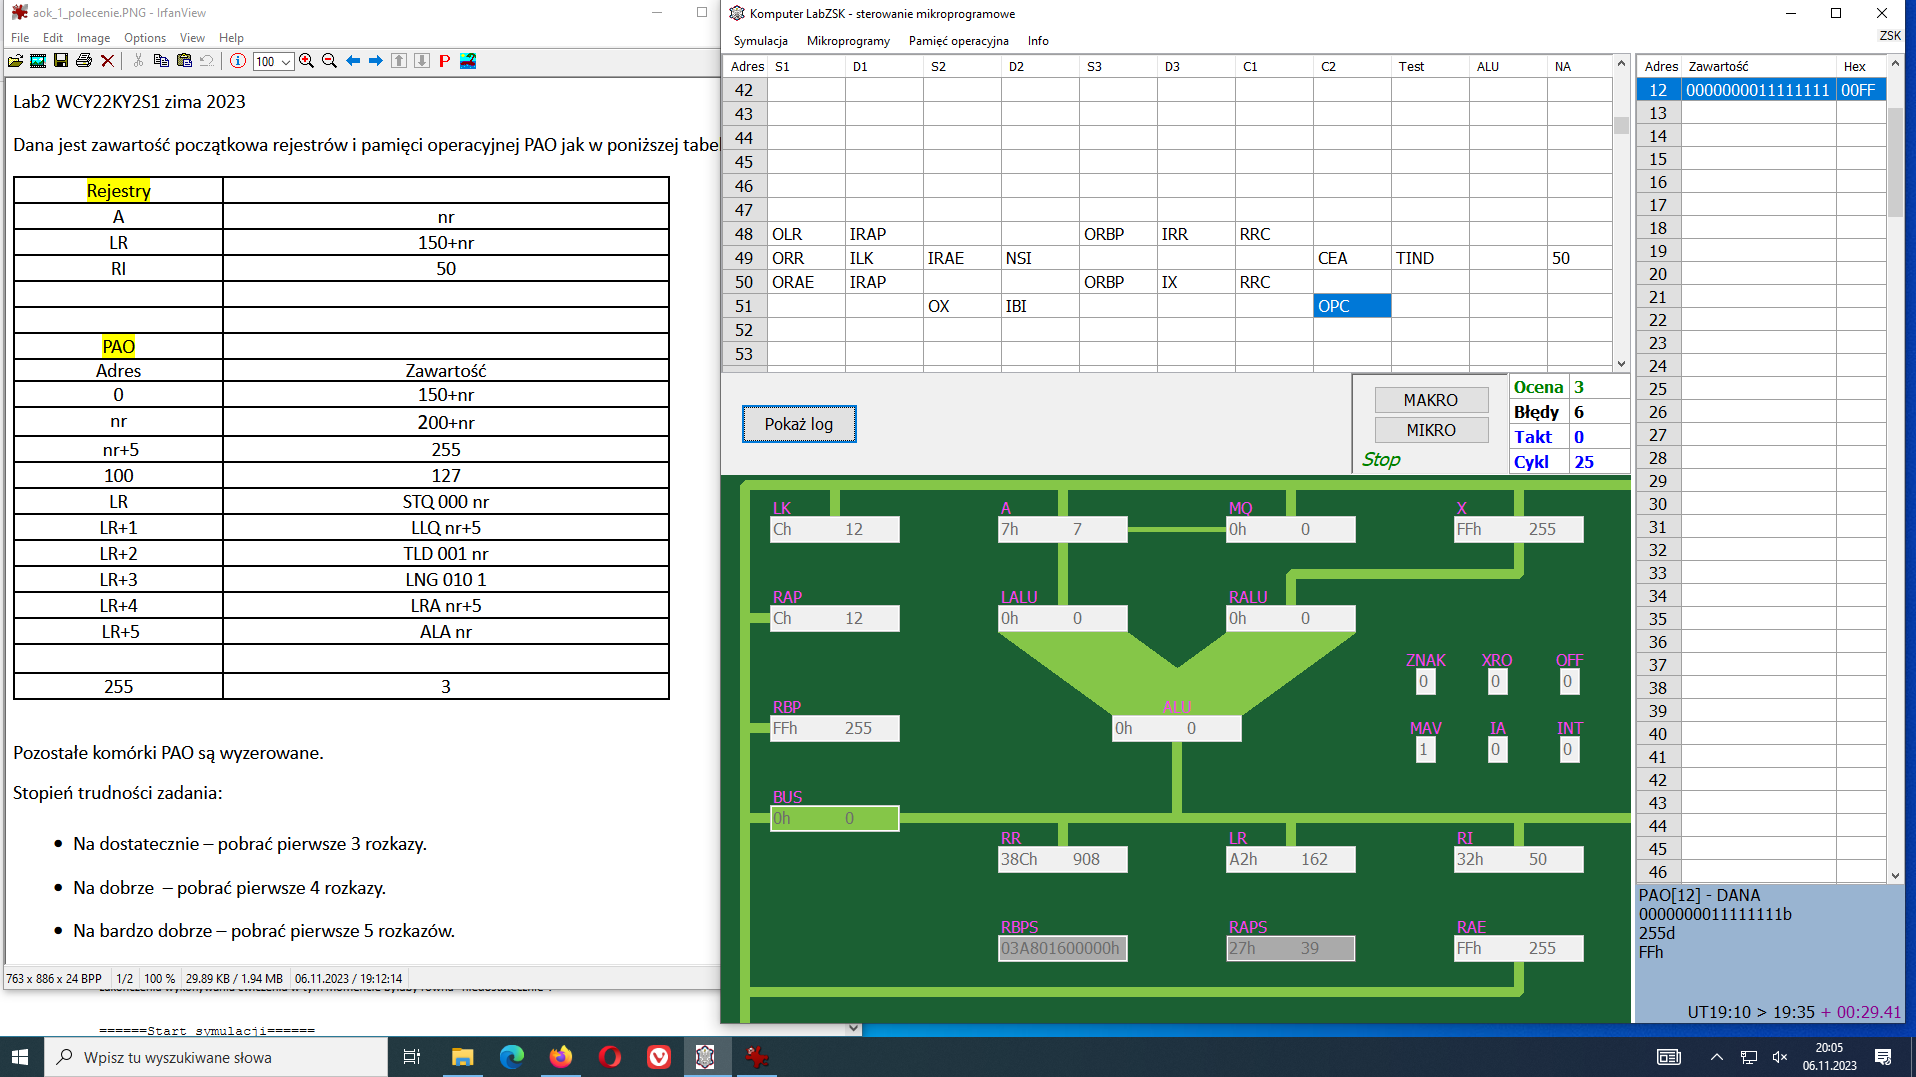 aok_1_polecenie.PNG - IrfanView
File Edit Image Options View Help
100
Lab2 WCY22KY2S1 zima 2023
Dana jest zawartość początkowa rejestrów i pamięci operacyjnej PAO jak w poniższej
Rejestry
A nr
LR 150+nr
RI 50
PAO
Adres Zawartość
0 150+nr
nr 200+nr
nr+5 255
100 127
LR STQ 000 nr
LR+1 LLQ nr+5
LR+2 TLD 001 nr
LR+3 LNG 010 1
LR+4 LRA nr+5
LR+5 ALA nr
255 3
Pozostałe komórki PAO są wyzerowane.
Stopień trudności zadania:
• Na dostatecznie – pobrać pierwsze 3 rozkazy.
• Na dobrze – pobrać pierwsze 4 rozkazy.
• Na bardzo dobrze – pobrać pierwsze 5 rozkazów.
763 x 886 x 24 BPP 1/2 100 % 29.89 KB / 1.94 MB 06.11.2023 / 19:12:14
======Start symulacji======
Komputer LabZSK - sterowanie mikroprogramowe
ZSK
Symulacja Mikroprogramy Pamięć operacyjna Info
Adres S1 D1 S2 D2 S3 D3 C1 C2 Test ALU NA
42
43
44
45
46
47
48 OLR IRAP ORBP IRR RRC
49 ORR ILK IRAE NSI CEA TIND 50
50 ORAE IRAP ORBP IX RRC
51 OX IBI OPC
52
53
Pokaż log
MAKRO
MIKRO
Stop
Ocena 3
Błędy 6
Takt 0
Cykl 25
LK
Ch 12
A
7h 7
MQ
0h 0
X
FFh 255
RAP
Ch 12
LALU
0h 0
RALU
0h 0
ZNAK XRO OFF
0 0 0
RBP
FFh 255
ALU
0h 0
MAV IA INT
1 0 0
BUS
0h 0
RR
38Ch 908
LR
A2h 162
RI
32h 50
RBPS
03A801600000h
RAPS
27h 39
RAE
FFh 255
Adres Zawartość Hex
12 0000000011111111 00FF
13
14
15
16
17
18
19
20
21
22
23
24
25
26
27
28
29
30
31
32
33
34
35
36
37
38
39
40
41
42
43
44
45
46
PAO[12] - DANA
0000000011111111b
255d
FFh
UT19:10 > 19:35 + 00:29.41
Wpisz tu wyszukiwane słowa
20:05
06.11.2023